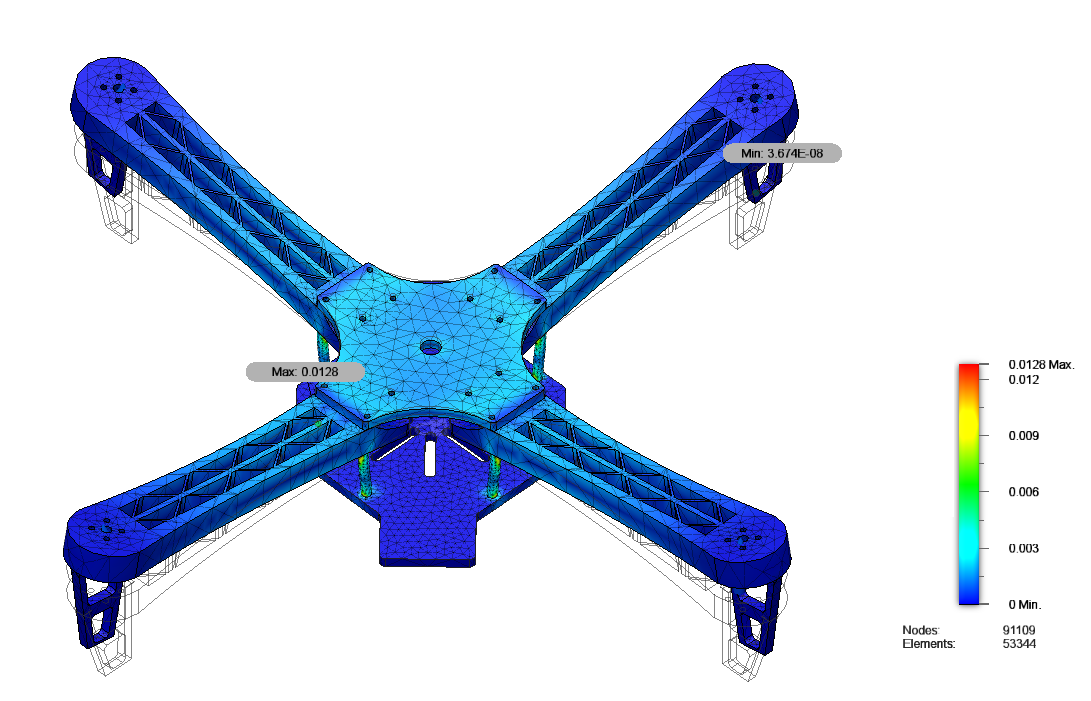 Min: 3.674E-08
Max: 0.0128
0.0128 Max.
0.012
0.009
0.006
0.003
0 Min.
Nodes: 91109
Elements: 53344